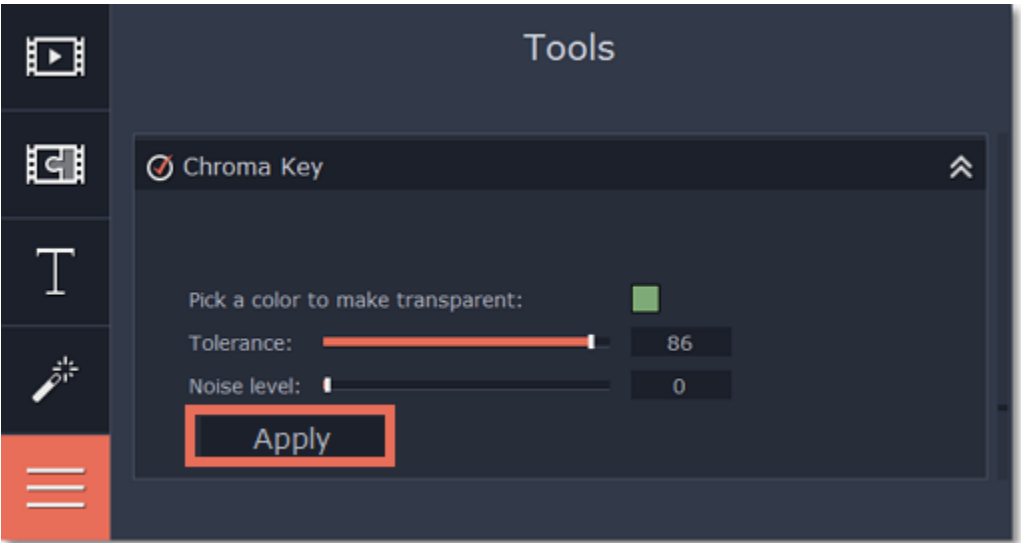 Tools
Chroma Key
Pick a color to make transparent:
Tolerance: 86
Noise level: 0
Apply